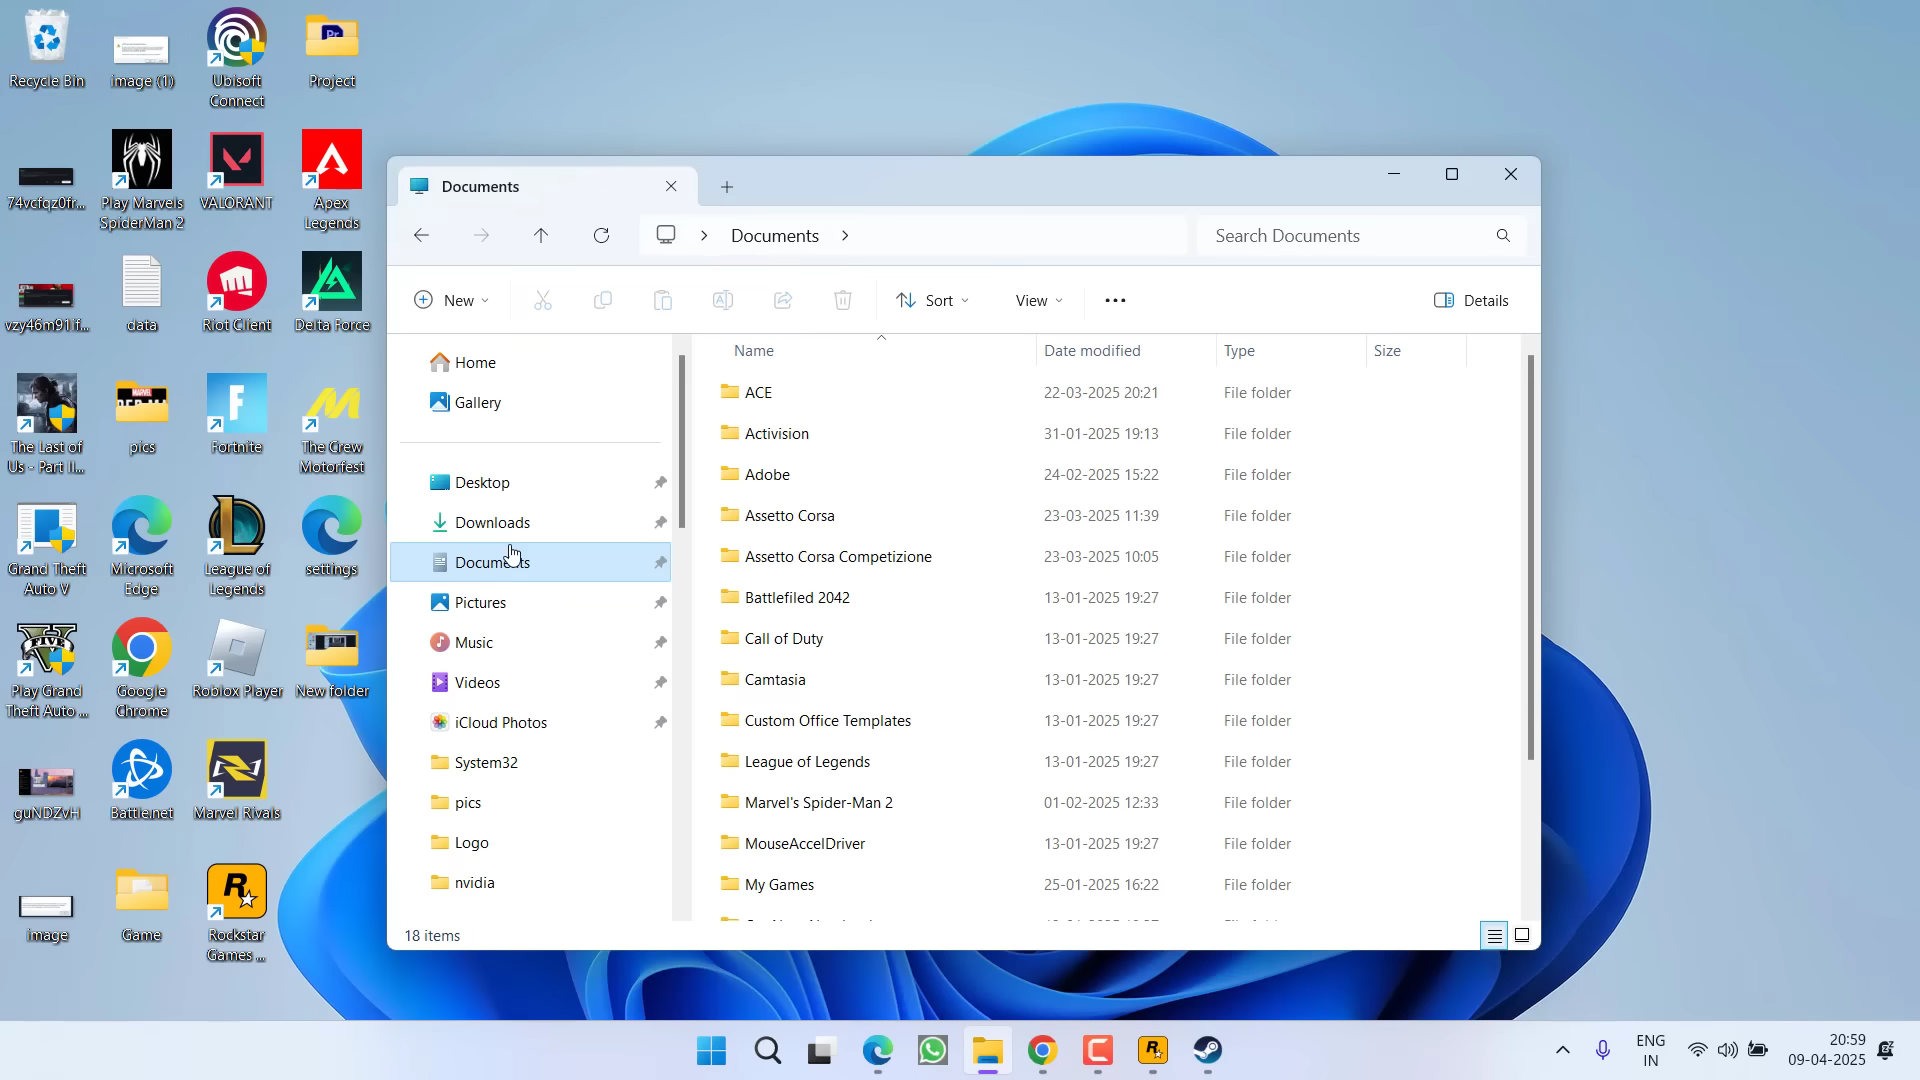 Recycle Bin
image (1)
Ubisoft
Connect
Project
74vcfqz0fr...
Play Marvels
SpiderMan 2
VALORANT
Apex
Legends
data
Riot Client
Delta Force
The Last of
Us - Part II...
pics
Fortnite
The Crew
Motorfest
Grand Theft
Auto V
Microsoft
Edge
League of
Legends
settings
FIVE
Play Grand
Theft Auto ...
Google
Chrome
Roblox Player
New folder
guNDZvH
Battle.net
Marvel Rivals
image
Game
Rockstar
Games ...
Documents
Documents
Search Documents
New
Sort
View
Details
Home
Gallery
Desktop
Downloads
Documents
Pictures
Music
Videos
iCloud Photos
System32
pics
Logo
nvidia
Name Date modified Type Size
ACE 22-03-2025 20:21 File folder
Activision 31-01-2025 19:13 File folder
Adobe 24-02-2025 15:22 File folder
Assetto Corsa 23-03-2025 11:39 File folder
Assetto Corsa Competizione 23-03-2025 10:05 File folder
Battlefiled 2042 13-01-2025 19:27 File folder
Call of Duty 13-01-2025 19:27 File folder
Camtasia 13-01-2025 19:27 File folder
Custom Office Templates 13-01-2025 19:27 File folder
League of Legends 13-01-2025 19:27 File folder
Marvel's Spider-Man 2 01-02-2025 12:33 File folder
MouseAccelDriver 13-01-2025 19:27 File folder
My Games 25-01-2025 16:22 File folder
18 items
ENG
IN
20:59
09-04-2025